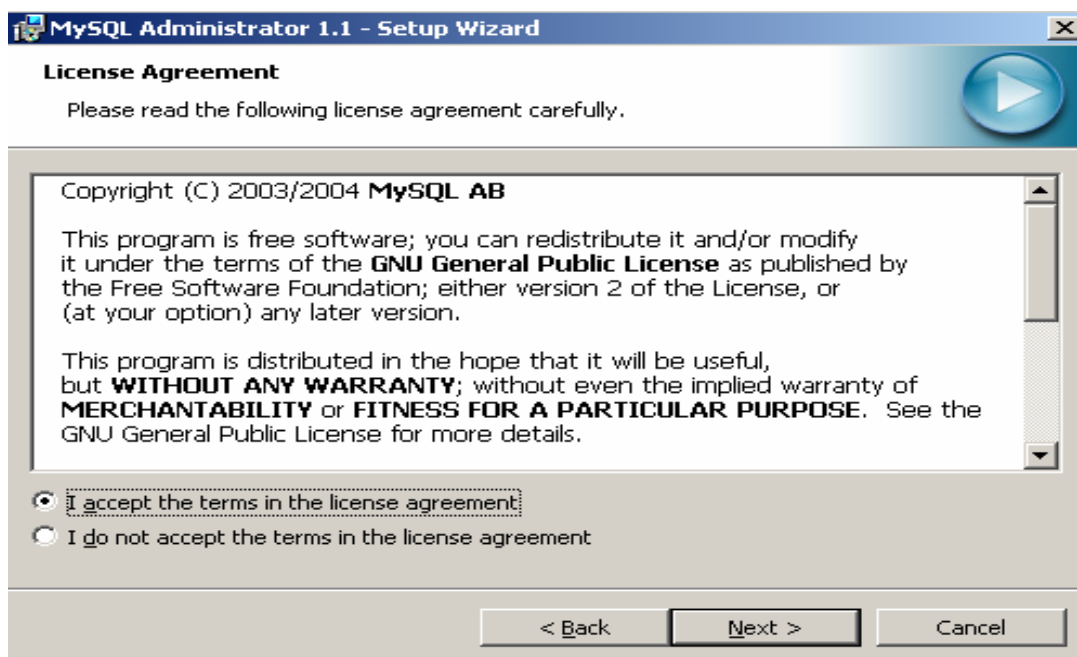 MySQL Administrator 1.1 - Setup Wizard
License Agreement
Please read the following license agreement carefully.
Copyright (C) 2003/2004 MySQL AB
This program is free software; you can redistribute it and/or modify
it under the terms of the GNU General Public License as published by
the Free Software Foundation; either version 2 of the License, or
(at your option) any later version.
This program is distributed in the hope that it will be useful,
but WITHOUT ANY WARRANTY; without even the implied warranty of
MERCHANTABILITY or FITNESS FOR A PARTICULAR PURPOSE.  See the
GNU General Public License for more details.
I accept the terms in the license agreement
I do not accept the terms in the license agreement
< Back Next > Cancel